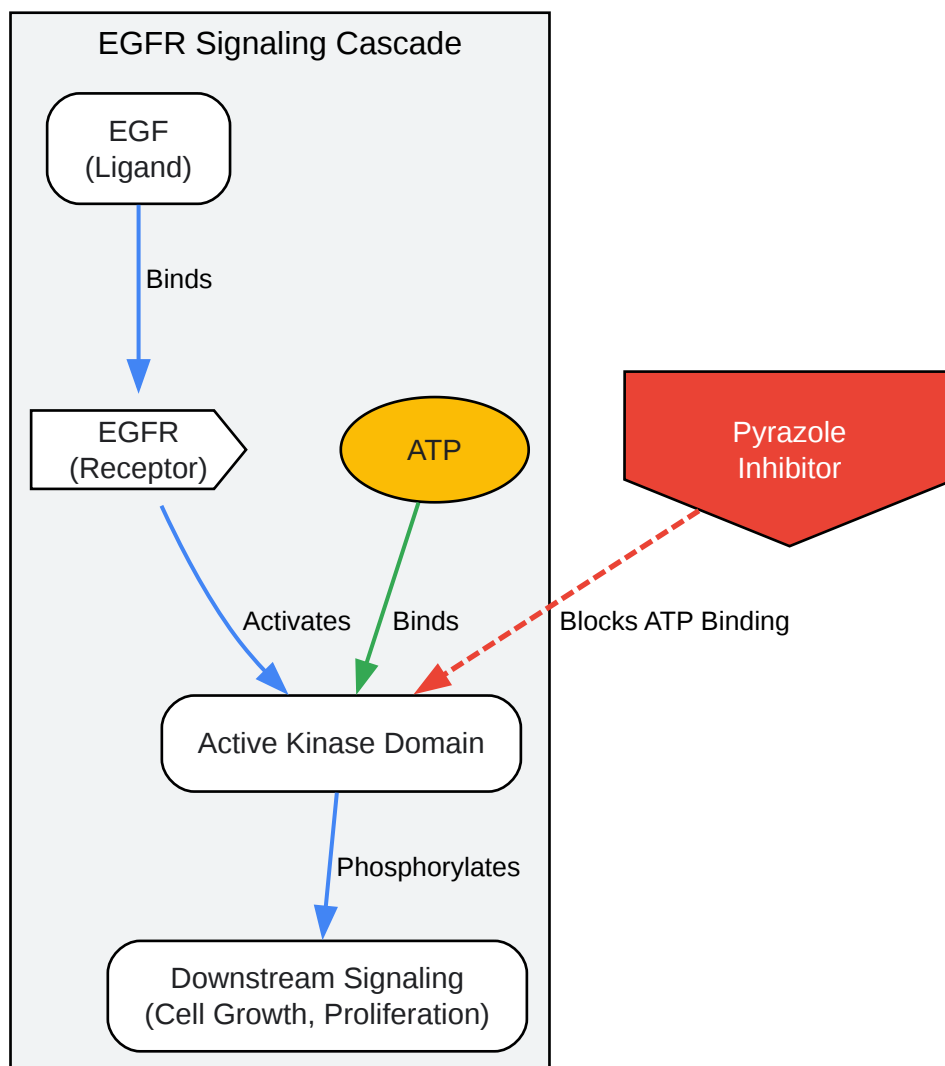 EGFR Signaling Cascade
EGF
(Ligand)
Binds
EGFR
(Receptor)
ATP
Pyrazole
Inhibitor
Activates
Binds
Blocks ATP Binding
Active Kinase Domain
Phosphorylates
Downstream Signaling
(Cell Growth, Proliferation)